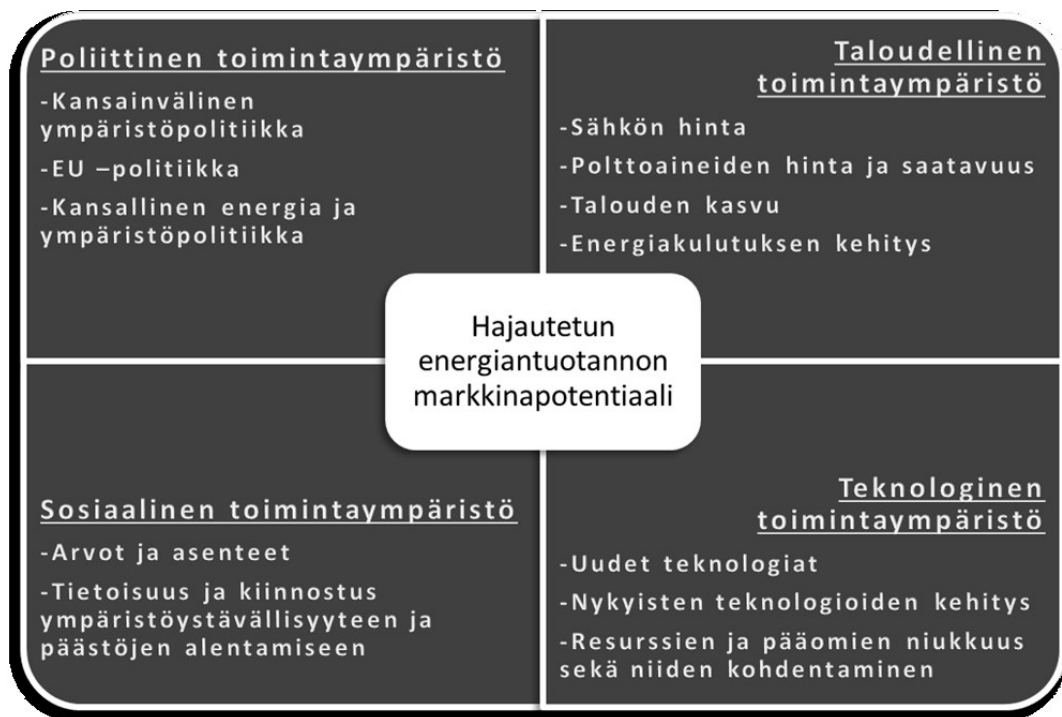 Poliittinen toimintaympäristö
-Kansainvälinen
ympäristöpolitiikka
-EU –politiikka
-Kansallinen energia ja
ympäristöpolitiikka
Taloudellinen
toimintaympäristö
-Sähkön hinta
-Polttoaineiden hinta ja saatavuus
-Talouden kasvu
-Energiakulutuksen kehitys
Hajautetun
energiantuotannon
markkinapotentiaali
Sosiaalinen toimintaympäristö
-Arvot ja asenteet
-Tietoisuus ja kiinnostus
ympäristöystävällisyyteen ja
päästöjen alentamiseen
Teknologinen
toimintaympäristö
-Uudet teknologiat
-Nykyisten teknologioiden kehitys
-Resurssien ja pääomien niukkuus
sekä niiden kohdentaminen